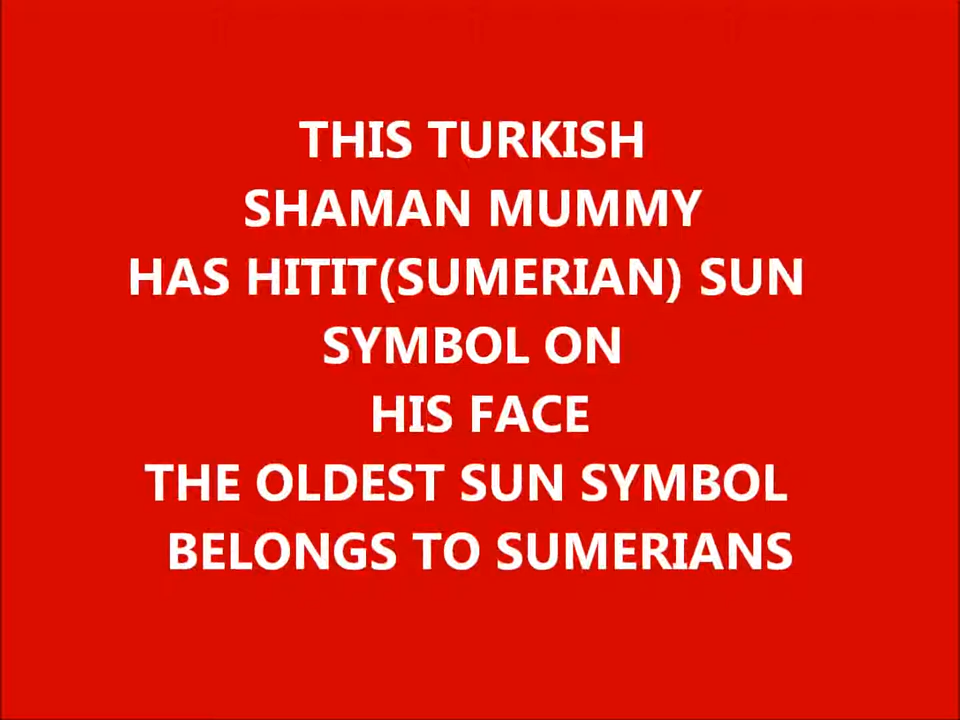 THIS TURKISH
SHAMAN MUMMY
HAS HITIT(SUMERIAN) SUN
SYMBOL ON
HIS FACE
THE OLDEST SUN SYMBOL
BELONGS TO SUMERIANS